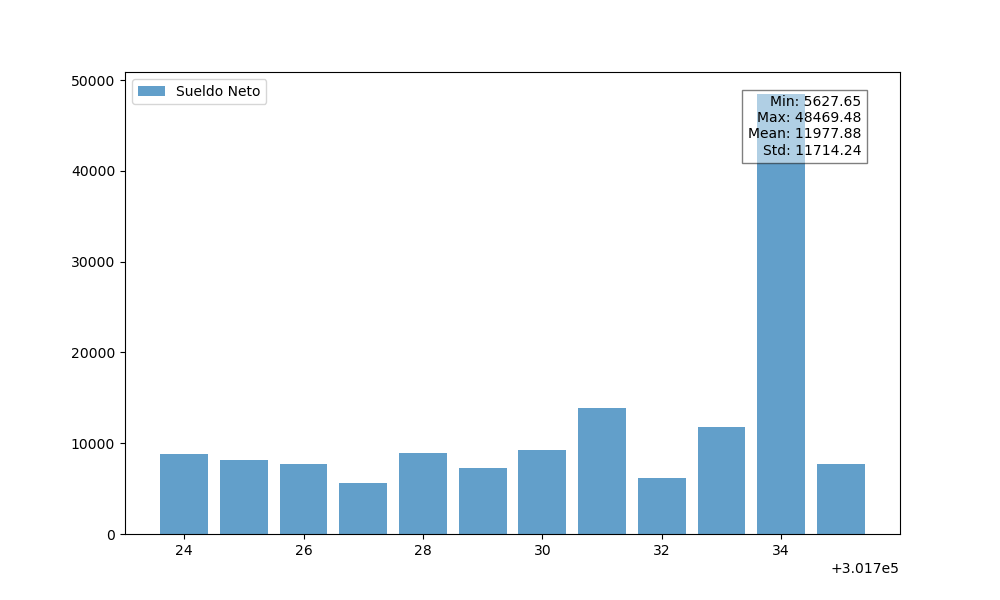 Sueldo Neto
Min: 5627.65
Max: 48469.48
Mean: 11977.88
Std: 11714.24
50000
40000
30000
20000
10000
0
24 26 28 30 32 34
+3.017e5